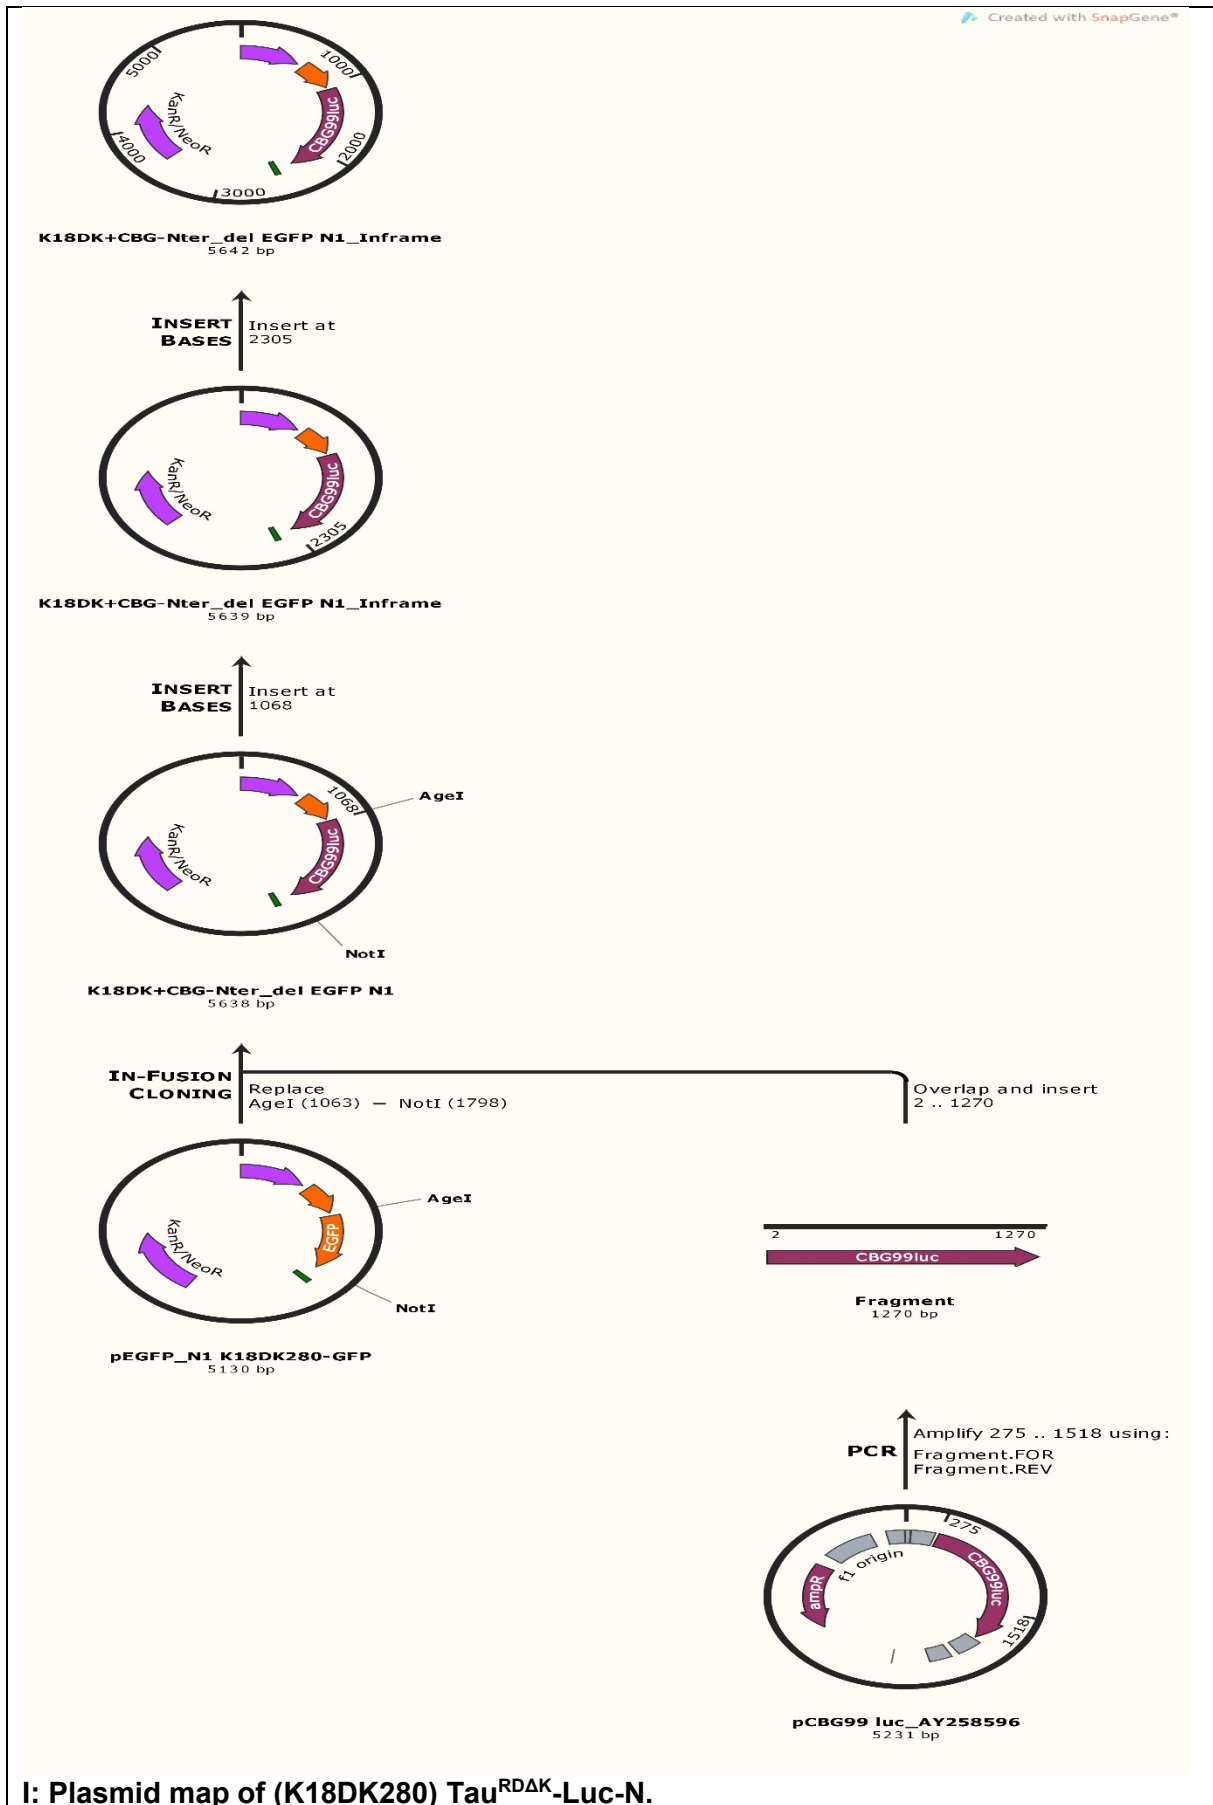 Created with SnapGene®
5000
1000
KanR/NeoR
CBG99luc
4000
2000
3000
K18DK+CBG-Nter_del EGFP N1_Inframe
5642 bp
INSERT BASES
Insert at
2305
KanR/NeoR
CBG99luc
2305
K18DK+CBG-Nter_del EGFP N1_Inframe
5639 bp
INSERT BASES
Insert at
1068
1068
AgeI
KanR/NeoR
CBG99luc
NotI
K18DK+CBG-Nter_del EGFP N1
5638 bp
IN-FUSION
CLONING
Replace
AgeI (1063) — NotI (1798)
Overlap and insert
2 .. 1270
AgeI
KanR/NeoR
EGFP
NotI
pEGFP_N1 K18DK280-GFP
5130 bp
2 1270
CBG99luc
Fragment
1270 bp
PCR
Amplify 275 .. 1518 using:
Fragment.FOR
Fragment.REV
275
f1 origin
ampR
CBG99luc
1518
pCBG99 luc_AY258596
5231 bp
I: Plasmid map of (K18DK280) Tau^RDΔK-Luc-N.